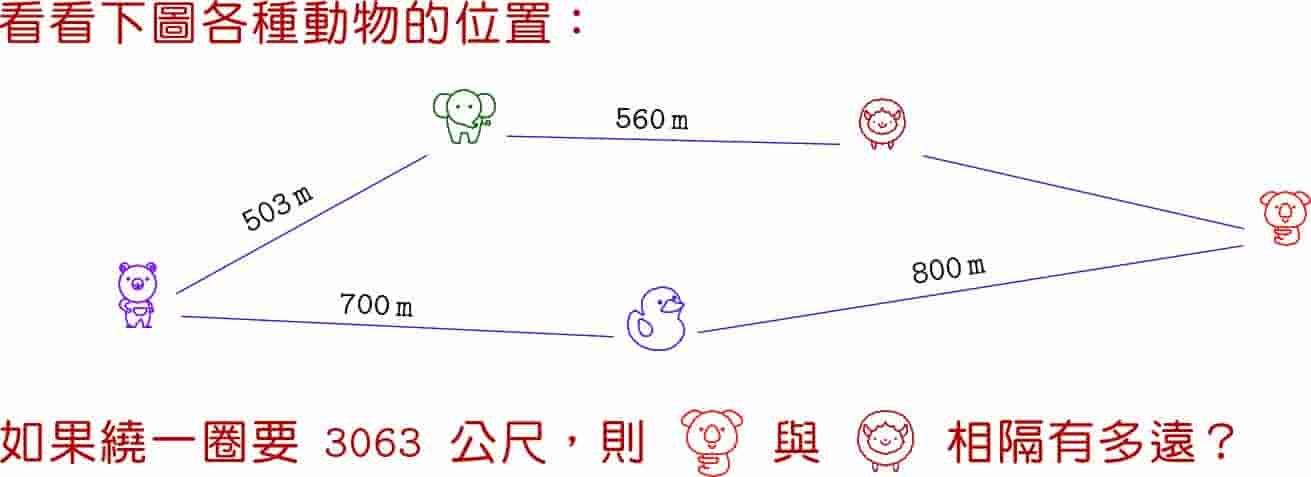 看看下圖各種動物的位置：
560 m
503 m
800 m
700 m
如果繞一圈要 3063 公尺，則 與 相隔有多遠？